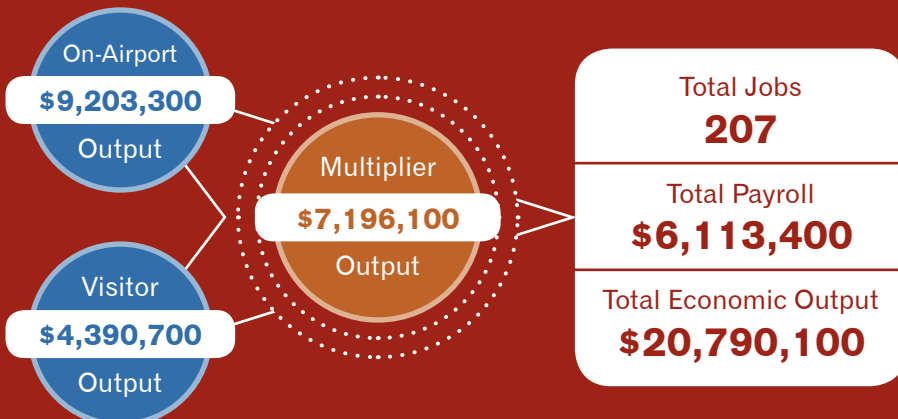 On-Airport
$9,203,300
Output
Visitor
$4,390,700
Output
Multiplier
$7,196,100
Output
Total Jobs
207
Total Payroll
$6,113,400
Total Economic Output
$20,790,100